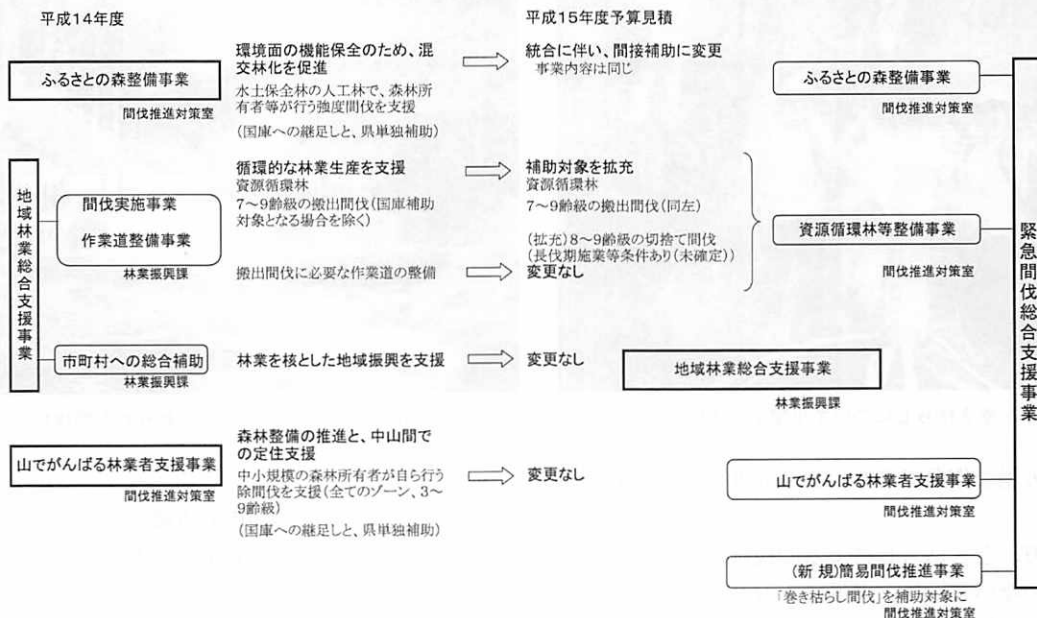 平成14年度
平成15年度予算見積
ふるさとの森整備事業
間伐推進対策室
環境面の機能保全のため、混
交林化を促進
水土保全林の人工林で、森林所
有者等が行う強度間伐を支援
(国庫への継足しと、県単独補助)
統合に伴い、間接補助に変更
事業内容は同じ
ふるさとの森整備事業
間伐推進対策室
地域林業総合支援事業
間伐実施事業
作業道整備事業
林業振興課
循環的な林業生産を支援
資源循環林
7〜9齢級の搬出間伐(国庫補助
対象となる場合を除く)
搬出間伐に必要な作業道の整備
補助対象を拡充
資源循環林
7〜9齢級の搬出間伐(同左)
(拡充)8〜9齢級の切捨て間伐
(長伐期施業等条件あり(未確定))
変更なし
資源循環林等整備事業
間伐推進対策室
市町村への総合補助
林業振興課
林業を核とした地域振興を支援
変更なし
地域林業総合支援事業
林業振興課
山でがんばる林業者支援事業
間伐推進対策室
森林整備の推進と、中山間で
の定住支援
中小規模の森林所有者が自ら行う
除間伐を支援(全てのゾーン、3〜
9齢級)
(国庫への継足しと、県単独補助)
変更なし
山でがんばる林業者支援事業
間伐推進対策室
(新 規)簡易間伐推進事業
「巻き枯らし間伐」を補助対象に
間伐推進対策室
緊急間伐総合支援事業